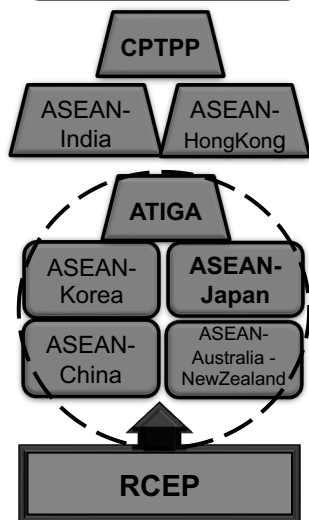 CPTPP
ASEAN-
India
ASEAN-
HongKong
ATIGA
ASEAN-
Korea
ASEAN-
Japan
ASEAN-
China
ASEAN-
Australia -
NewZealand
RCEP